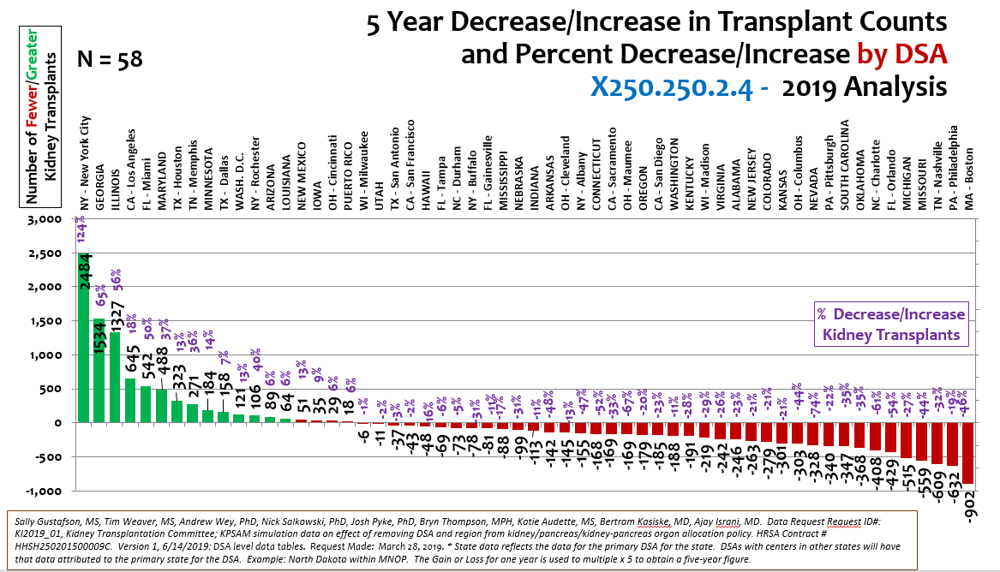 5 Year Decrease/Increase in Transplant Counts
and Percent Decrease/Increase by DSA
X250.250.2.4 - 2019 Analysis
N = 58
Number of Fewer/Greater
Kidney Transplants
NY - New York City
GEORGIA
ILLINOIS
CA - Los Angeles
FL - Miami
MARYLAND
TX - Houston
TN - Memphis
MINNESOTA
TX - Dallas
WASH. D.C.
NY - Rochester
ARIZONA
LOUISIANA
NEW MEXICO
IOWA
OH - Cincinnati
PUERTO RICO
WI - Milwaukee
UTAH
TX - San Antonio
CA - San Francisco
HAWAII
FL - Tampa
NC - Durham
NY - Buffalo
FL - Gainesville
MISSISSIPPI
NEBRASKA
INDIANA
ARKANSAS
OH - Cleveland
NY - Albany
CONNECTICUT
CA - Sacramento
OH - Maumee
OREGON
CA - San Diego
WASHINGTON
KENTUCKY
WI - Madison
VIRGINIA
ALABAMA
NEW JERSEY
COLORADO
KANSAS
OH - Columbus
NEVADA
PA - Pittsburgh
SOUTH CAROLINA
OKLAHOMA
NC - Charlotte
FL - Orlando
MICHIGAN
MISSOURI
TN - Nashville
PA - Philadelphia
MA - Boston
3,000
2,500
2,000
1,500
1,000
500
0
-500
-1,000
124%
65%
56%
18%
50%
37%
13%
36%
14%
7%
13%
40%
6%
6%
13%
9%
6%
6%
-1%
-2%
-3%
-2%
-16%
-6%
-5%
-31%
-11%
-17%
-31%
-11%
-48%
-13%
-47%
-52%
-33%
-67%
-20%
-23%
-11%
-28%
-29%
-26%
-23%
-21%
-21%
-21%
-44%
-74%
-22%
-35%
-35%
-61%
-54%
-27%
-44%
-32%
-19%
-46%
2484
1534
1327
645
542
488
323
271
184
158
121
106
89
64
51
35
29
18
-6
-11
-37
-43
-48
-69
-73
-78
-81
-88
-99
-113
-142
-145
-155
-168
-169
-169
-179
-185
-188
-191
-219
-242
-246
-263
-279
-301
-303
-328
-340
-347
-368
-408
-429
-515
-559
-609
-632
-902
% Decrease/Increase
Kidney Transplants
Sally Gustafson, MS, Tim Weaver, MS, Andrew Wey, PhD, Nick Salkowski, PhD, Josh Pyke, PhD, Bryn Thompson, MPH, Katie Audette, MS, Bertram Kasiske, MD, Ajay Israni, MD. Data Request Request ID#:
KI2019_01, Kidney Transplantation Committee; KPSAM simulation data on effect of removing DSA and region from kidney/pancreas/kidney-pancreas organ allocation policy. HRSA Contract #
HHSH250201500009C. Version 1, 6/14/2019: DSA level data tables. Request Made: March 28, 2019. * State data reflects the data for the primary DSA for the state. DSAs with centers in other states will have
that data attributed to the primary state for the DSA. Example: North Dakota within MNOP. The Gain or Loss for one year is used to multiple x 5 to obtain a five-year figure.